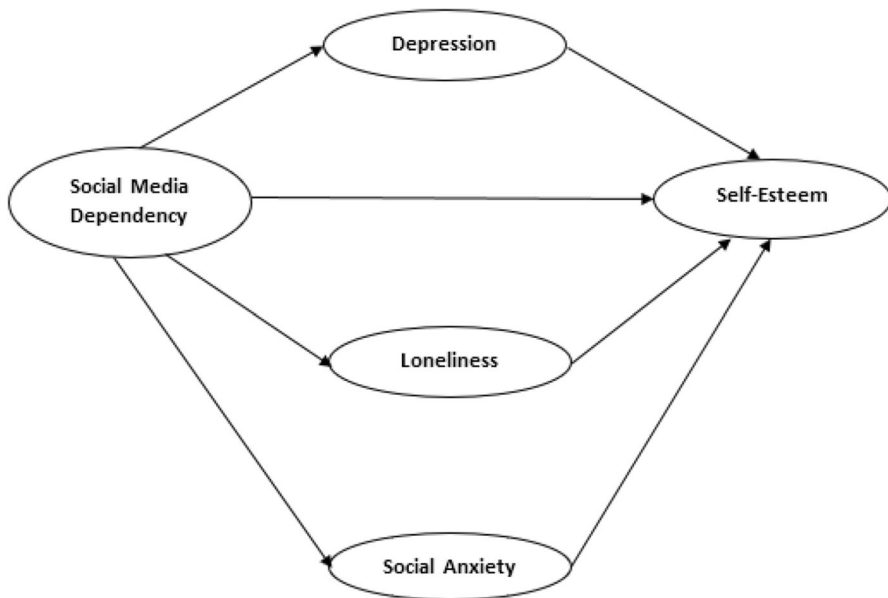 Depression
Social Media
Dependency
Self-Esteem
Loneliness
Social Anxiety